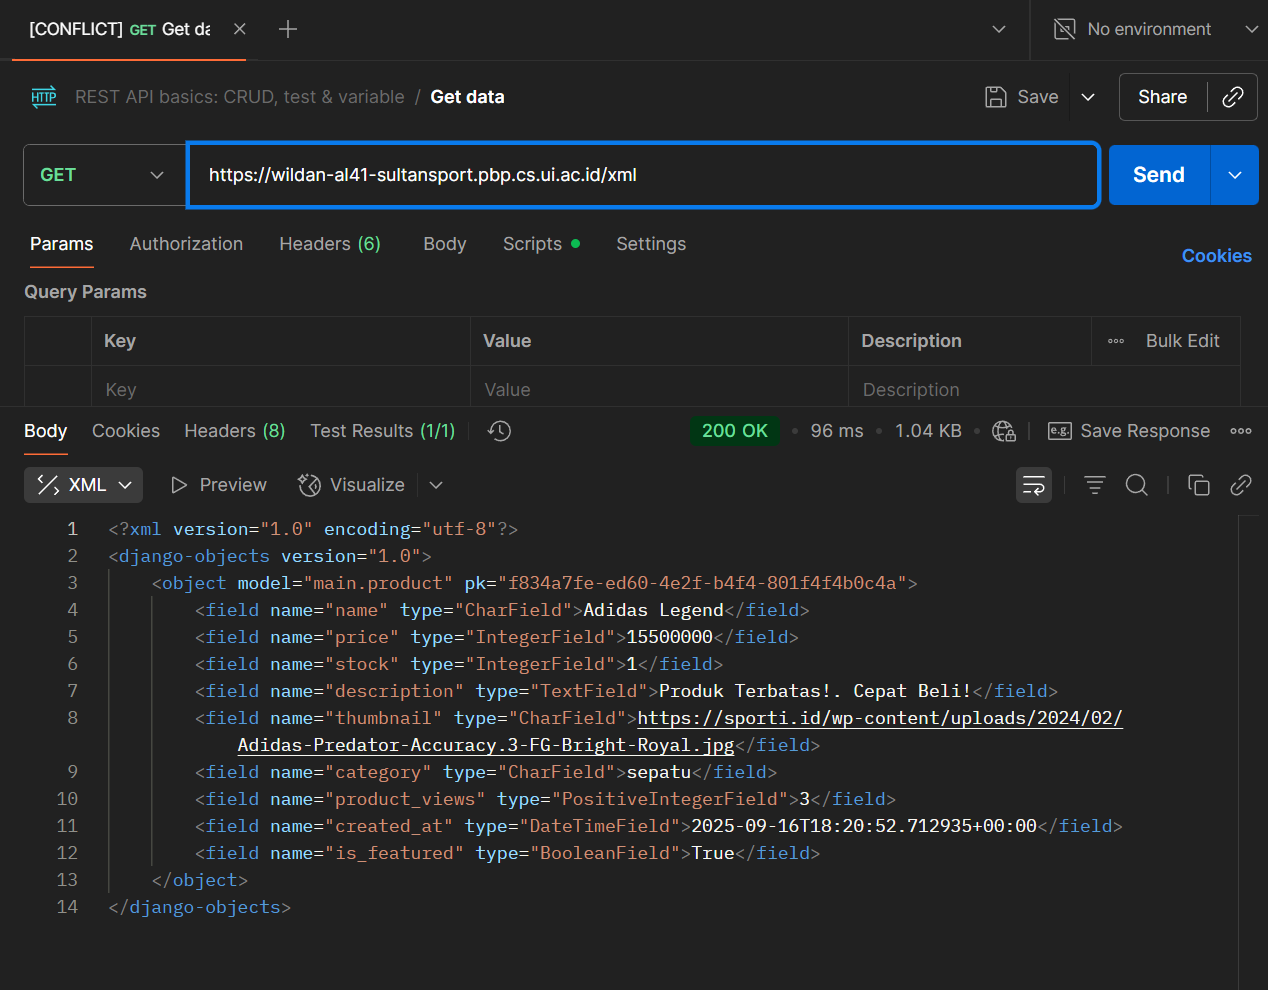 [CONFLICT] GET Get da
No environment
HTTP REST API basics: CRUD, test & variable / Get data
Save
Share
GET
https://wildan-al41-sultansport.pbp.cs.ui.ac.id/xml
Send
Params Authorization Headers (6) Body Scripts Settings
Cookies
Query Params
Key Value Description Bulk Edit
Key Value Description
Body Cookies Headers (8) Test Results (1/1) 200 OK 96 ms 1.04 KB e.g. Save Response
XML Preview Visualize
1 <?xml version="1.0" encoding="utf-8"?>
2 <django-objects version="1.0">
3 <object model="main.product" pk="f834a7fe-ed60-4e2f-b4f4-801f4f4b0c4a">
4 <field name="name" type="CharField">Adidas Legend</field>
5 <field name="price" type="IntegerField">15500000</field>
6 <field name="stock" type="IntegerField">1</field>
7 <field name="description" type="TextField">Produk Terbatas!. Cepat Beli!</field>
8 <field name="thumbnail" type="CharField">https://sporti.id/wp-content/uploads/2024/02/
Adidas-Predator-Accuracy.3-FG-Bright-Royal.jpg</field>
9 <field name="category" type="CharField">sepatu</field>
10 <field name="product_views" type="PositiveIntegerField">3</field>
11 <field name="created_at" type="DateTimeField">2025-09-16T18:20:52.712935+00:00</field>
12 <field name="is_featured" type="BooleanField">True</field>
13 </object>
14 </django-objects>